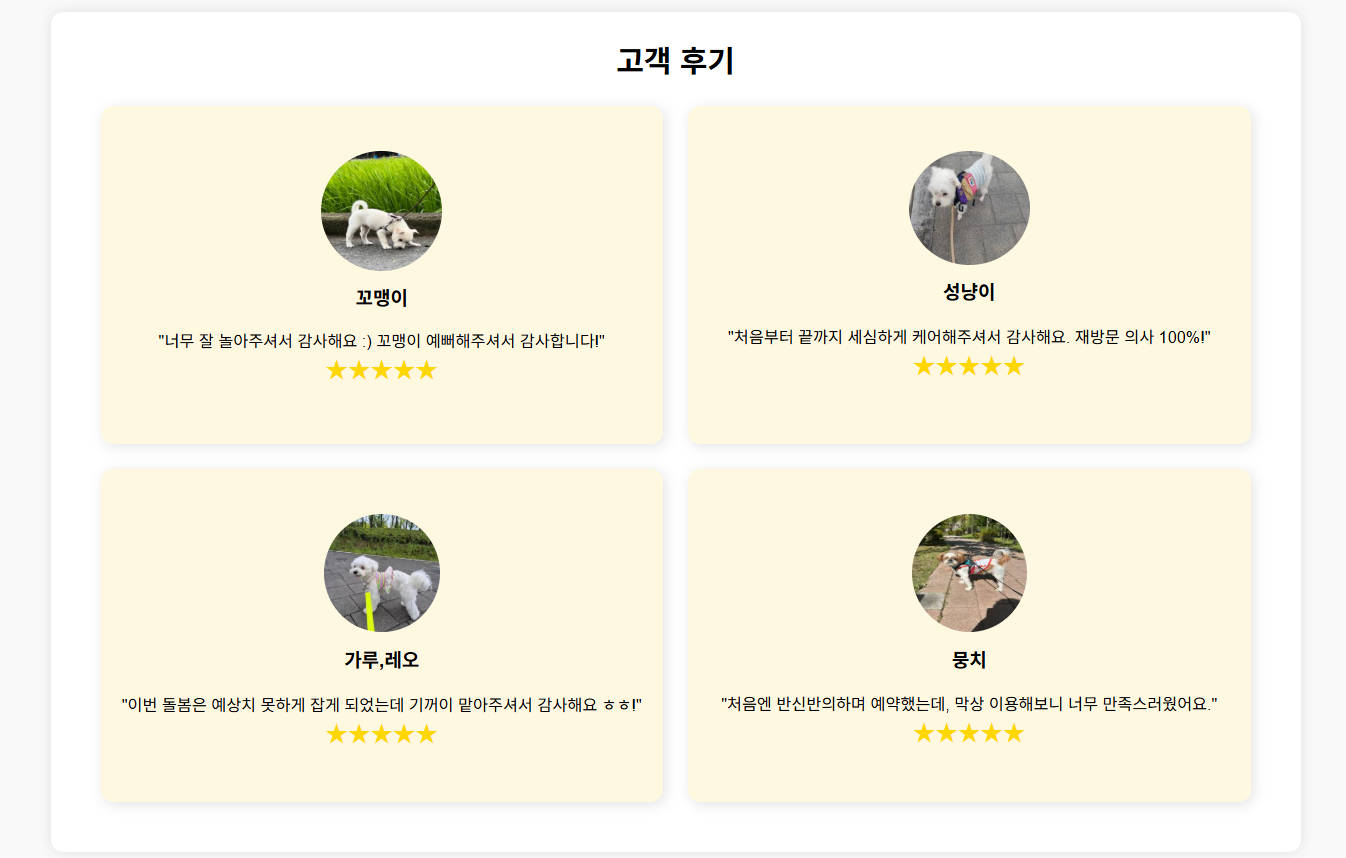 고객 후기
꼬맹이
"너무 잘 놀아주셔서 감사해요 :) 꼬맹이 예뻐해주셔서 감사합니다!"
★★★★★
성냥이
"처음부터 끝까지 세심하게 케어해주셔서 감사해요. 재방문 의사 100%!"
★★★★★
가루,레오
"이번 돌봄은 예상치 못하게 잡게 되었는데 기꺼이 맡아주셔서 감사해요 ㅎㅎ!"
★★★★★
뭉치
"처음엔 반신반의하며 예약했는데, 막상 이용해보니 너무 만족스러웠어요."
★★★★★